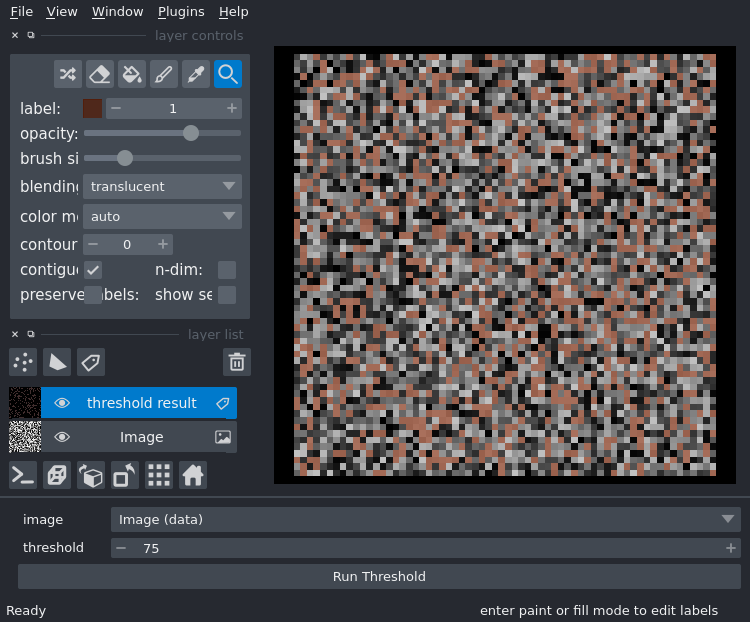 File View Window Plugins Help
layer controls
label: 1
opacity:
brush si
blending translucent
color m auto
contour 0
contigu n-dim:
preserve abels: show se
layer list
threshold result
Image
image Image (data)
threshold 75
Run Threshold
Ready enter paint or fill mode to edit labels